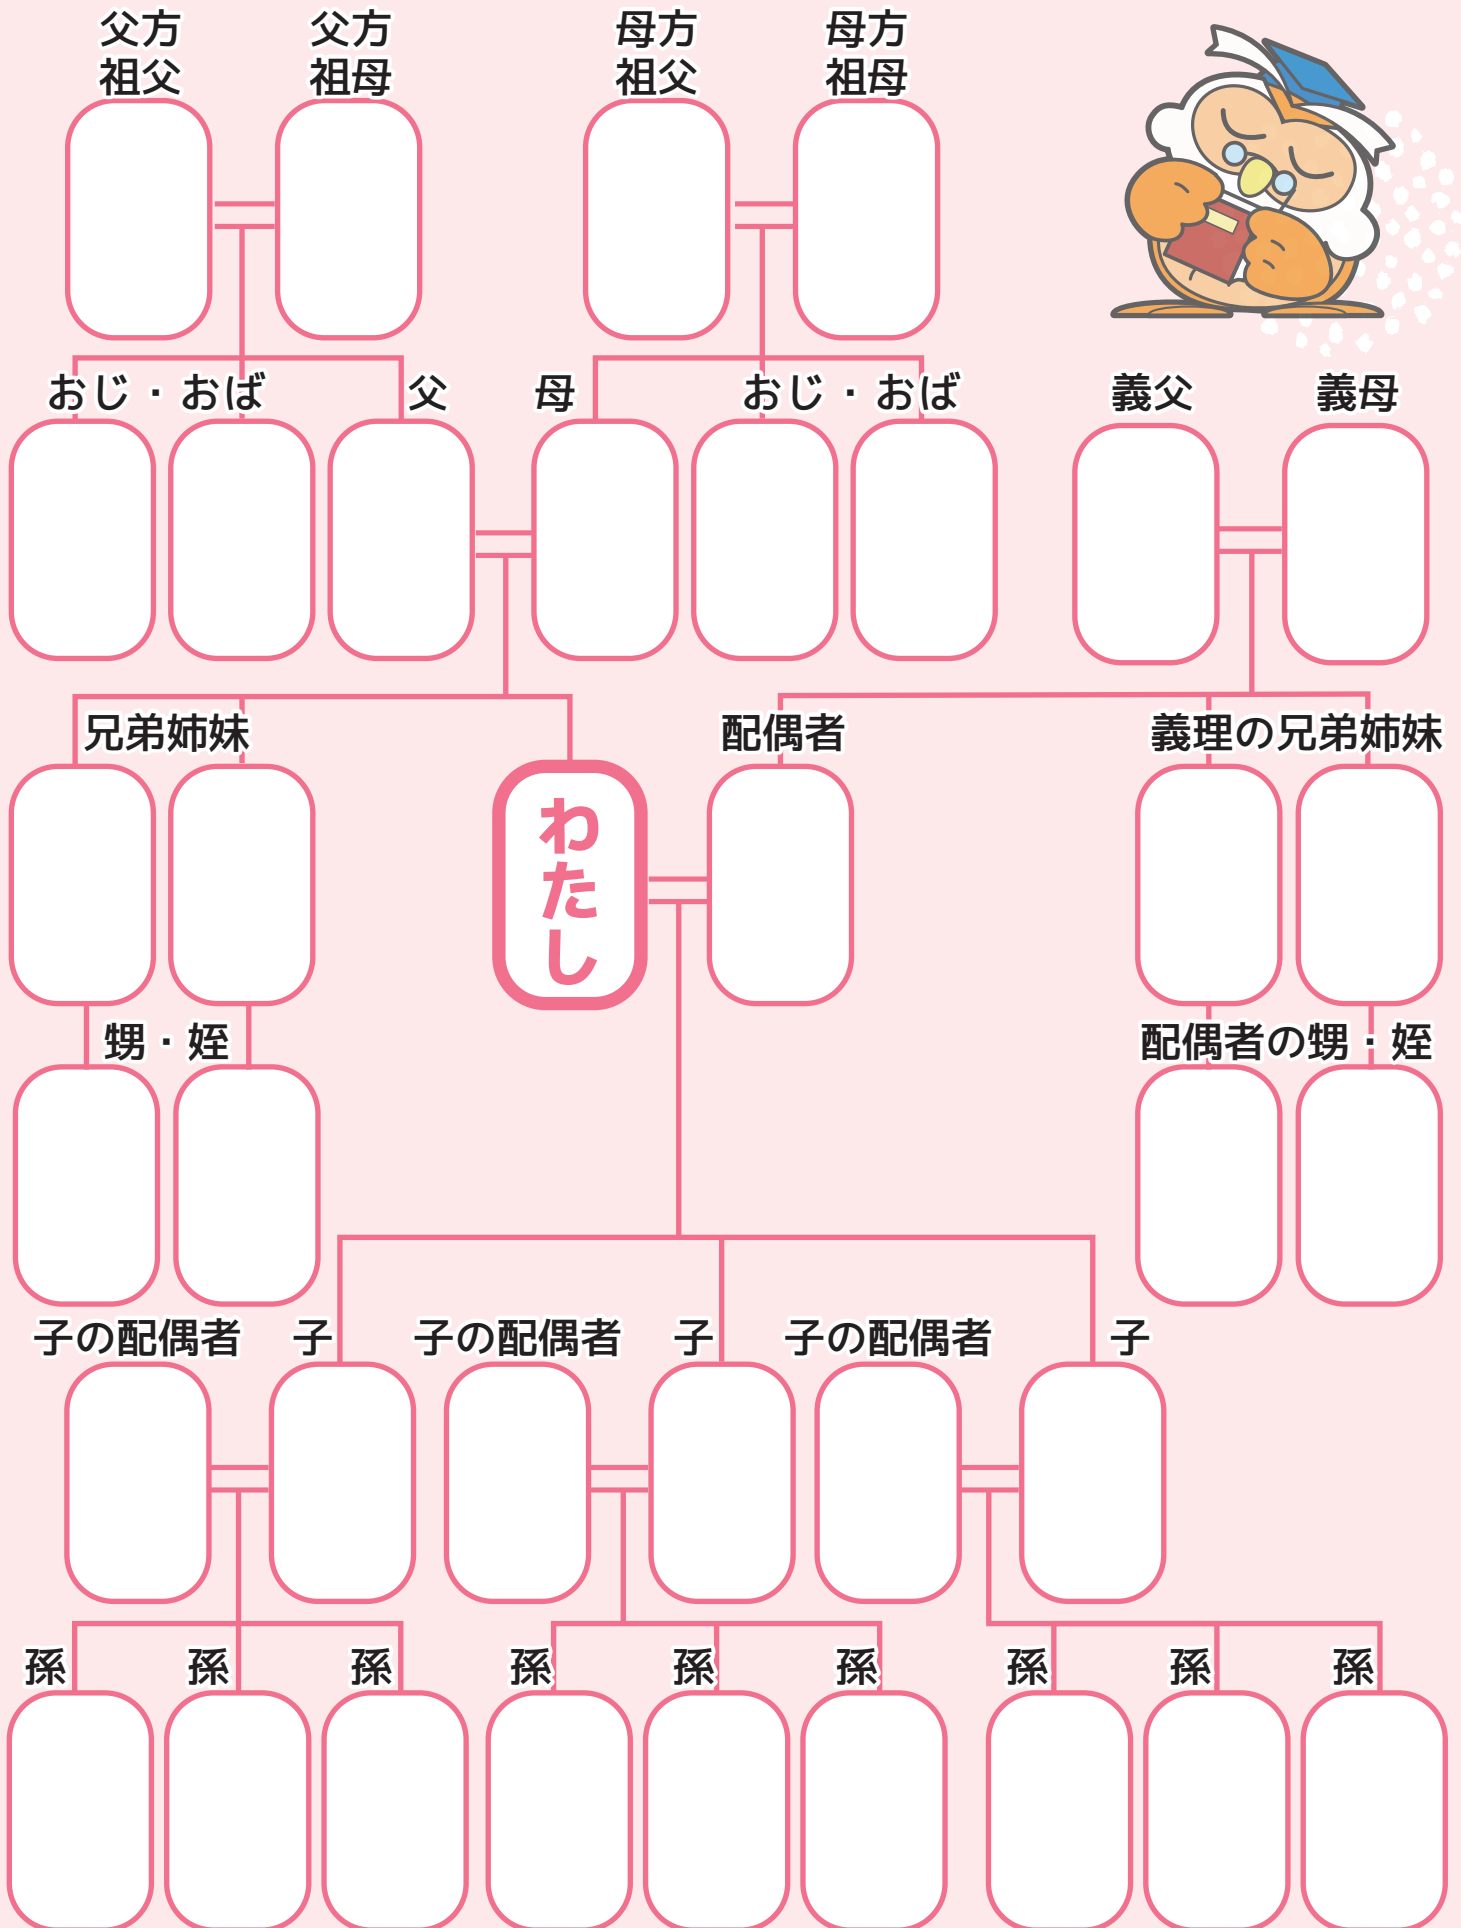 父方
祖父
父方
祖母
母方
祖父
母方
祖母
おじ・おば
父
母
おじ・おば
義父
義母
兄弟姉妹
配偶者
義理の兄弟姉妹
わたし
甥・姪
配偶者の甥・姪
子の配偶者
子
子の配偶者
子
子の配偶者
子
孫
孫
孫
孫
孫
孫
孫
孫
孫